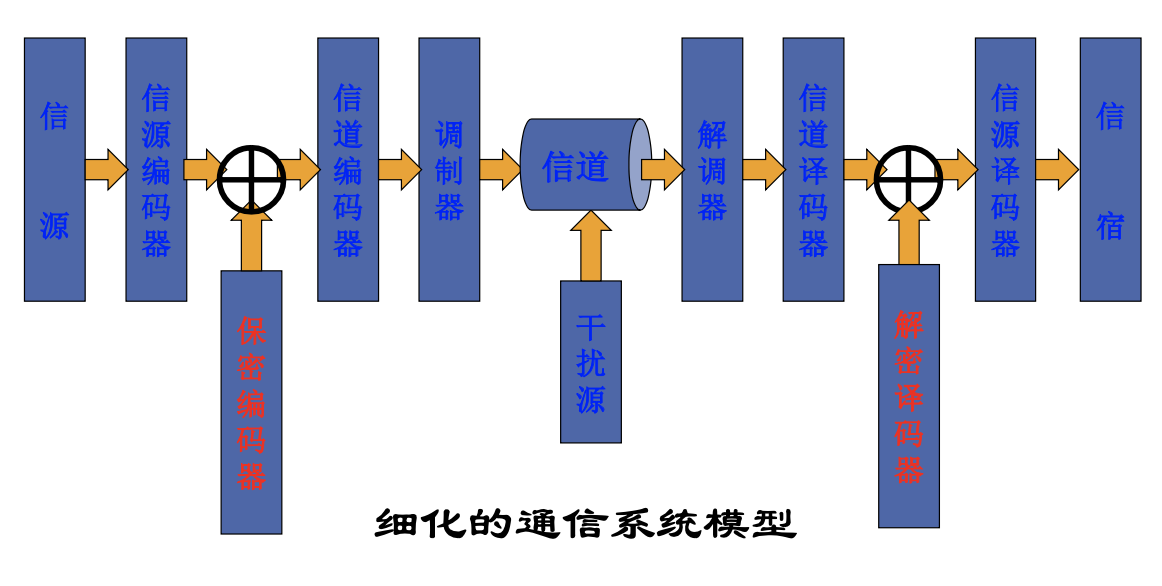 信源
信源编码器
信道编码器
调制器
信道
解调器
信道译码器
信源译码器
信宿
保密编码器
干扰源
解密译码器
细化的通信系统模型